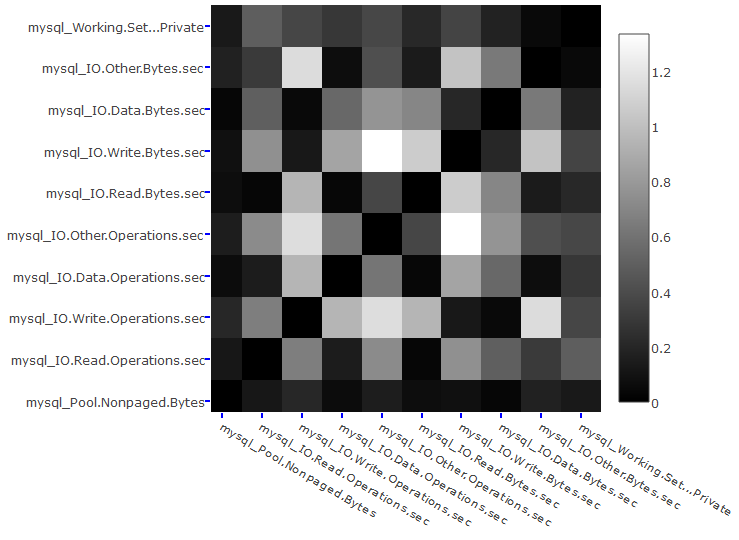 mysql_Working.Set...Private
mysql_IO.Other.Bytes.sec
mysql_IO.Data.Bytes.sec
mysql_IO.Write.Bytes.sec
mysql_IO.Read.Bytes.sec
mysql_IO.Other.Operations.sec
mysql_IO.Data.Operations.sec
mysql_IO.Write.Operations.sec
mysql_IO.Read.Operations.sec
mysql_Pool.Nonpaged.Bytes
1.2
1
0.8
0.6
0.4
0.2
0
mysql_Pool.Nonpaged.Bytes
mysql_IO.Read.Operations.sec
mysql_IO.Write.Operations.sec
mysql_IO.Data.Operations.sec
mysql_IO.Other.Operations.sec
mysql_IO.Read.Bytes.sec
mysql_IO.Write.Bytes.sec
mysql_IO.Data.Bytes.sec
mysql_IO.Other.Bytes.sec
mysql_Working.Set...Private